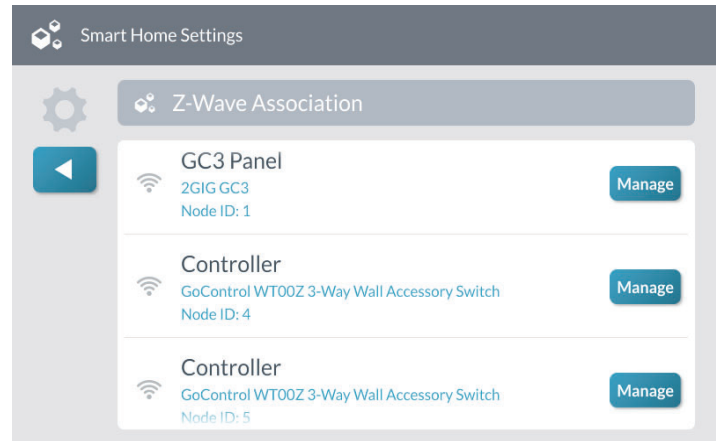 Smart Home Settings
Z-Wave Association
GC3 Panel
2GIG GC3
Node ID: 1
Manage
Controller
GoControl WT00Z 3-Way Wall Accessory Switch
Node ID: 4
Manage
Controller
GoControl WT00Z 3-Way Wall Accessory Switch
Node ID: 5
Manage